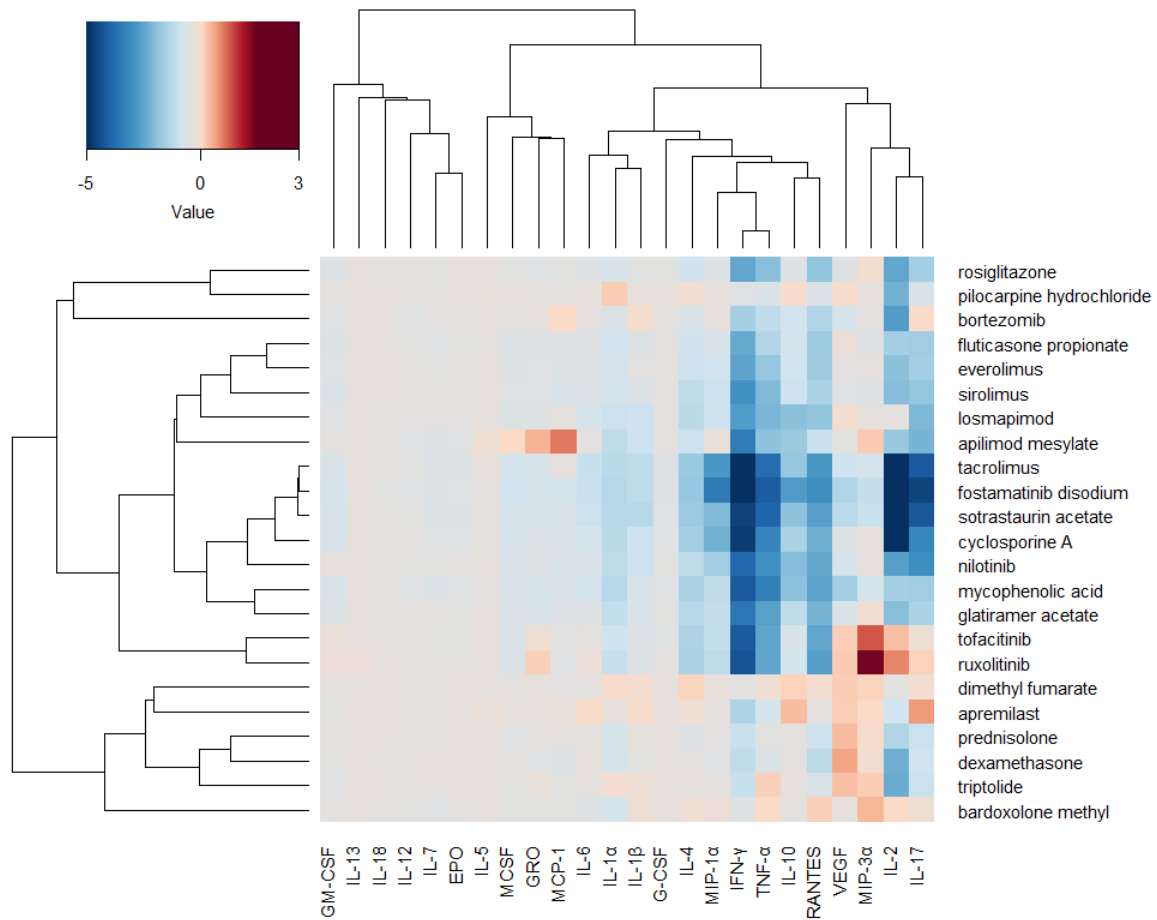 -5 0 3
Value
rosiglitazone
pilocarpine hydrochloride
bortezomib
fluticasone propionate
everolimus
sirolimus
losmapimod
apilimod mesylate
tacrolimus
fostamatinib disodium
sotrastaurin acetate
cyclosporine A
nilotinib
mycophenolic acid
glatiramer acetate
tofacitinib
ruxolitinib
dimethyl fumarate
apremilast
prednisolone
dexamethasone
triptolide
bardoxolone methyl
GM-CSF
IL-13
IL-18
IL-12
IL-7
EPO
IL-5
MCSF
GRO
MCP-1
IL-6
IL-1α
IL-1β
G-CSF
IL-4
MIP-1α
IFN-γ
TNF-α
IL-10
RANTES
VEGF
MIP-3α
IL-2
IL-17